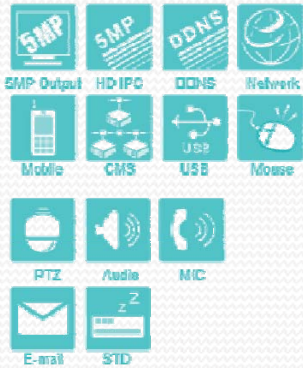 5MP
5MP
DDNS
5MP Output HD IPC DDNS Network
USB
Mobile CMS USB Mouse
PTZ Audio MIC
z Z
E-mail STD